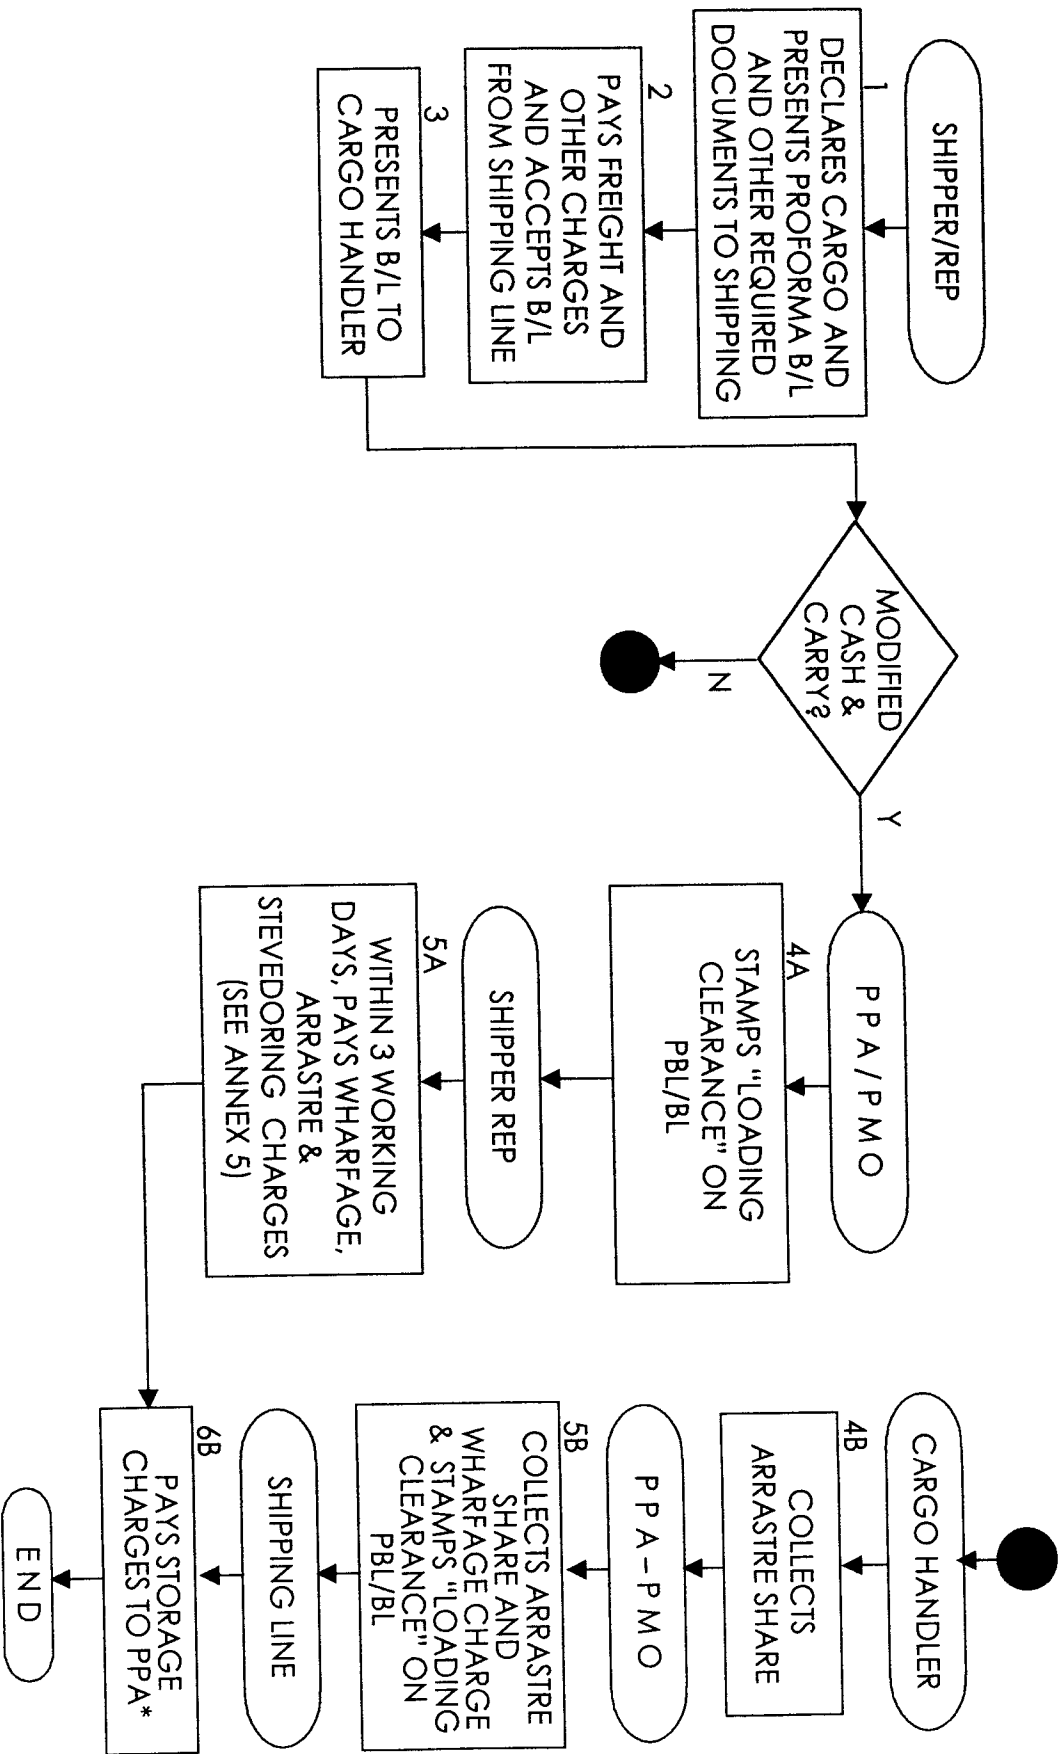 SHIPPER/REP
1
DECLARES CARGO AND
PRESENTS PROFORMA B/L
AND OTHER REQUIRED
DOCUMENTS TO SHIPPING
2
PAYS FREIGHT AND
OTHER CHARGES
AND ACCEPTS B/L
FROM SHIPPING LINE
3
PRESENTS B/L TO
CARGO HANDLER
MODIFIED
CASH &
CARRY?
N
Y
P P A / P M O
4A
STAMPS "LOADING
CLEARANCE" ON
PBL/BL
SHIPPER REP
5A
WITHIN 3 WORKING
DAYS, PAYS WHARFAGE,
ARRASTRE &
STEVEDORING CHARGES
(SEE ANNEX 5)
CARGO HANDLER
4B
COLLECTS
ARRASTRE SHARE
P P A – P M O
5B
COLLECTS ARRASTRE
SHARE AND
WHARFAGE CHARGE
& STAMPS "LOADING
CLEARANCE" ON
PBL/BL
SHIPPING LINE
6B
PAYS STORAGE
CHARGES TO PPA*
E N D